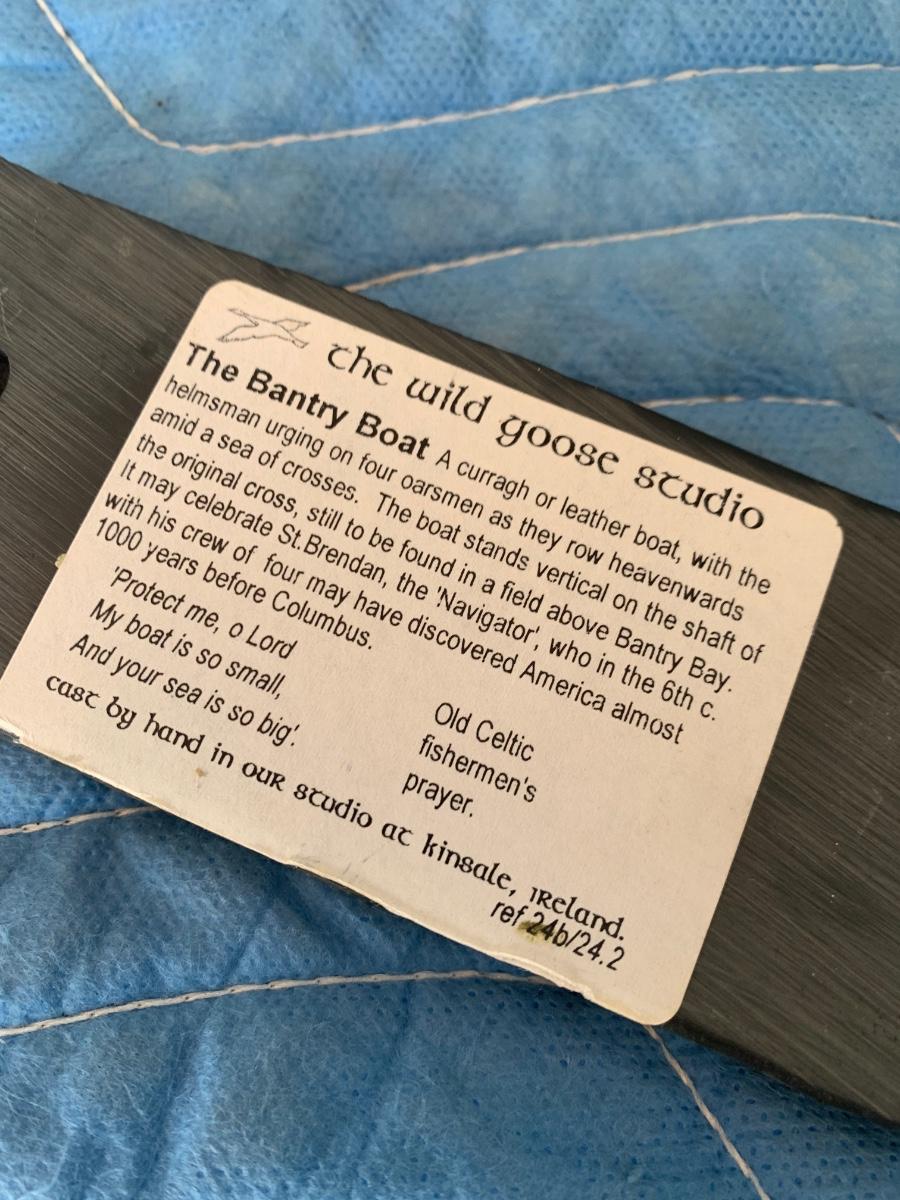 the wild goose studio
The Bantry Boat A curragh or leather boat, with the
helmsman urging on four oarsmen as they row heavenwards
amid a sea of crosses. The boat stands vertical on the shaft of
the original cross, still to be found in a field above Bantry Bay.
It may celebrate St.Brendan, the 'Navigator', who in the 6th c.
with his crew of four may have discovered America almost
1000 years before Columbus.
'Protect me, o Lord
My boat is so small,
And your sea is so big'.
Old Celtic
fishermen's
prayer.
cast by hand in our studio at kinsale, ireland.
ref 24b/24.2